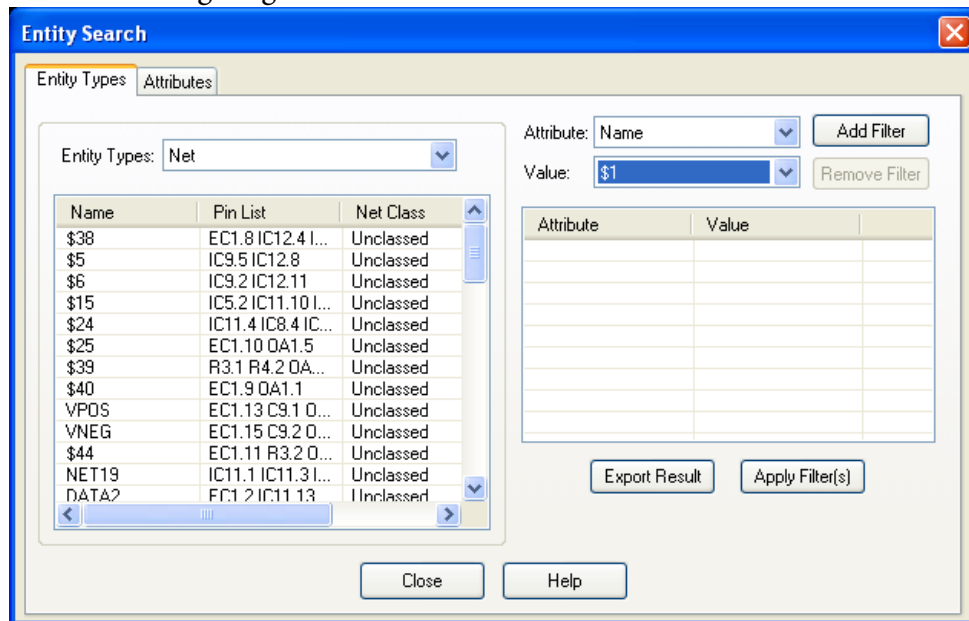 Entity Search
Entity Types Attributes
Entity Types: Net
Name Pin List Net Class
$38 EC1.8 IC12.4 I... Unclassed
$5 IC9.5 IC12.8 Unclassed
$6 IC9.2 IC12.11 Unclassed
$15 IC5.2 IC11.10 I... Unclassed
$24 IC11.4 IC8.4 IC... Unclassed
$25 EC1.10 OA1.5 Unclassed
$39 R3.1 R4.2 OA... Unclassed
$40 EC1.9 OA1.1 Unclassed
VPOS EC1.13 C9.1 O... Unclassed
VNEG EC1.15 C9.2 O... Unclassed
$44 EC1.11 R3.2 O... Unclassed
NET19 IC11.1 IC11.3 I... Unclassed
DATA2 EC1.2 IC11.13 Unclassed
Attribute: Name Add Filter
Value: $1 Remove Filter
Attribute Value
Export Result Apply Filter(s)
Close Help